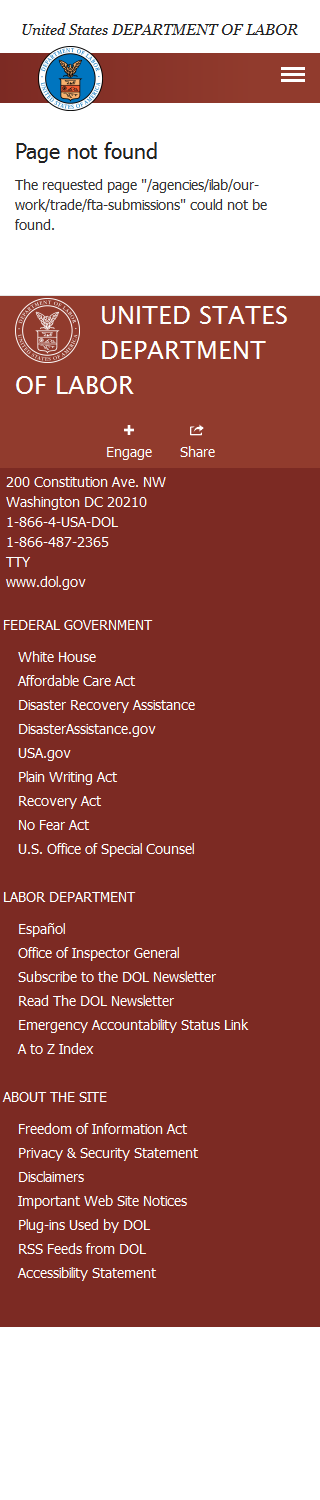 United States DEPARTMENT OF LABOR
Page not found
The requested page "/agencies/ilab/our-
work/trade/fta-submissions" could not be
found.
UNITED STATES
DEPARTMENT
OF LABOR
Engage Share
200 Constitution Ave. NW
Washington DC 20210
1-866-4-USA-DOL
1-866-487-2365
TTY
www.dol.gov
FEDERAL GOVERNMENT
White House
Affordable Care Act
Disaster Recovery Assistance
DisasterAssistance.gov
USA.gov
Plain Writing Act
Recovery Act
No Fear Act
U.S. Office of Special Counsel
LABOR DEPARTMENT
Español
Office of Inspector General
Subscribe to the DOL Newsletter
Read The DOL Newsletter
Emergency Accountability Status Link
A to Z Index
ABOUT THE SITE
Freedom of Information Act
Privacy & Security Statement
Disclaimers
Important Web Site Notices
Plug-ins Used by DOL
RSS Feeds from DOL
Accessibility Statement